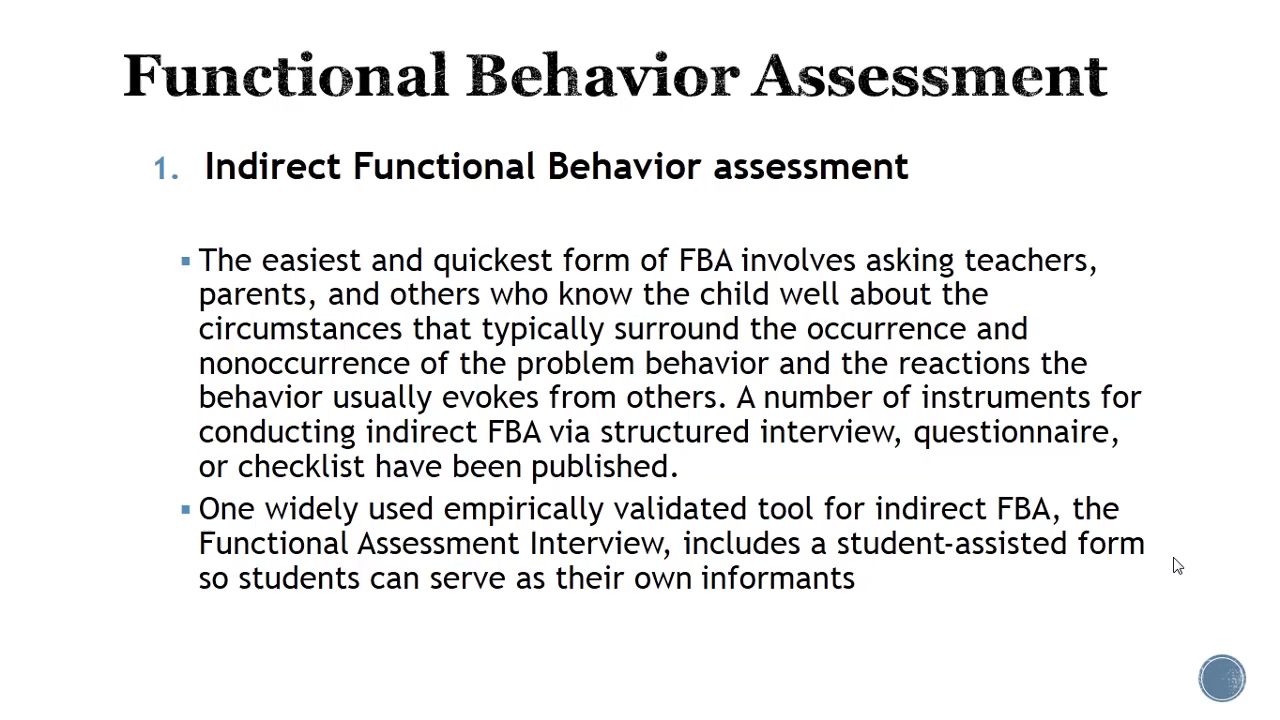 Functional Behavior Assessment
1. Indirect Functional Behavior assessment
▪ The easiest and quickest form of FBA involves asking teachers,
parents, and others who know the child well about the
circumstances that typically surround the occurrence and
nonoccurrence of the problem behavior and the reactions the
behavior usually evokes from others. A number of instruments for
conducting indirect FBA via structured interview, questionnaire,
or checklist have been published.
▪ One widely used empirically validated tool for indirect FBA, the
Functional Assessment Interview, includes a student-assisted form
so students can serve as their own informants